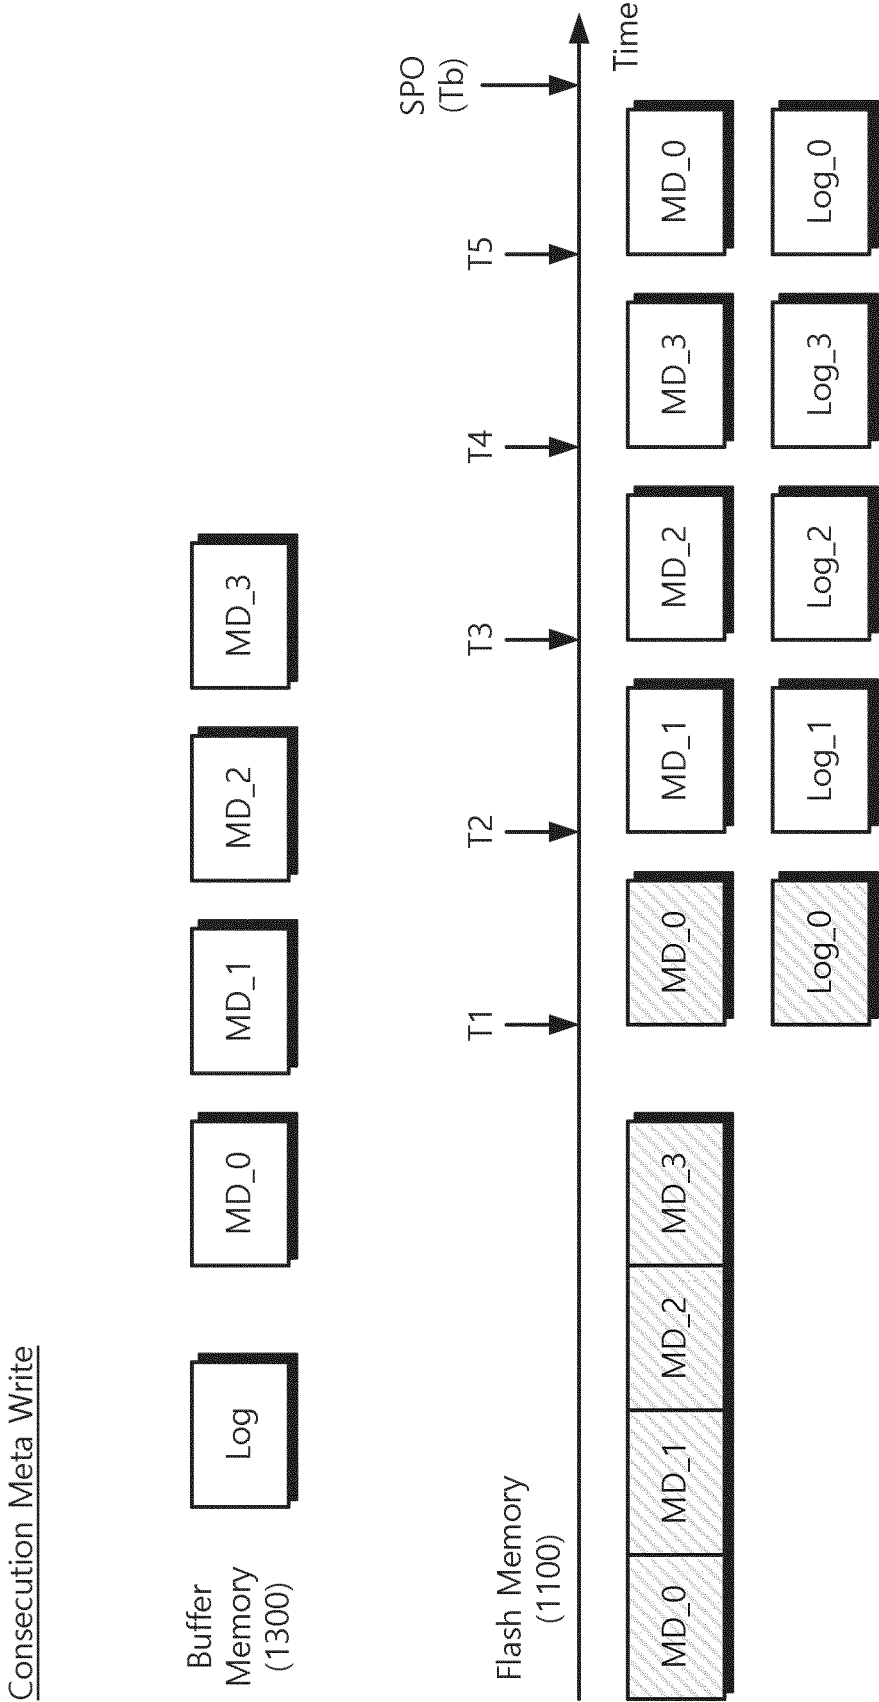 Consecution Meta Write
Buffer
Memory
(1300)
Log
MD_0
MD_1
MD_2
MD_3
SPO
(Tb)
T1
T2
T3
T4
T5
Flash Memory
(1100)
Time
MD_0
MD_1
MD_2
MD_3
MD_0
MD_1
MD_2
MD_3
MD_0
Log_0
Log_1
Log_2
Log_3
Log_0